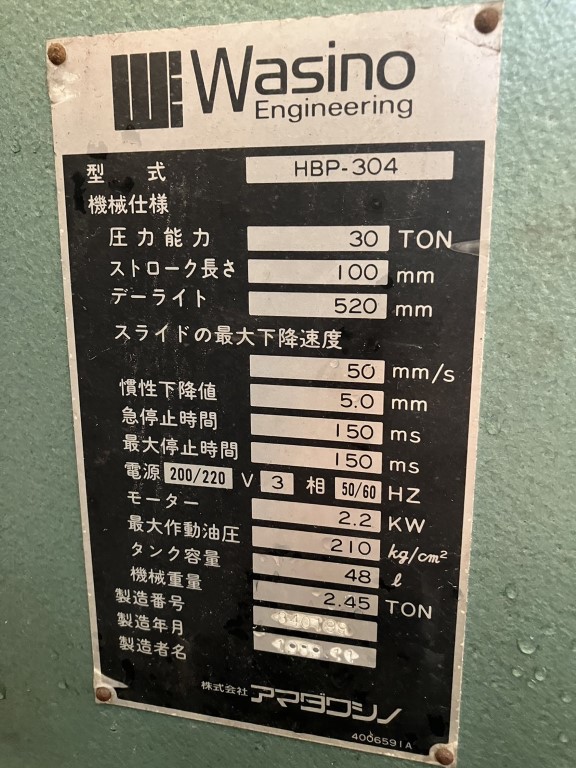 Wasino
Engineering
型式 HBP-304
機械仕様
圧力能力 30 TON
ストローク長さ 100 mm
デーライト 520 mm
スライドの最大下降速度
50 mm/s
慣性下降値 5.0 mm
急停止時間 150 ms
最大停止時間 150 ms
電源 200/220 V 3 相 50/60 HZ
モーター 2.2 KW
最大作動油圧 210 kg/cm²
タンク容量 48 ℓ
機械重量 2.45 TON
製造番号
製造年月
製造者名
株式会社 アマダワシノ
4006591A